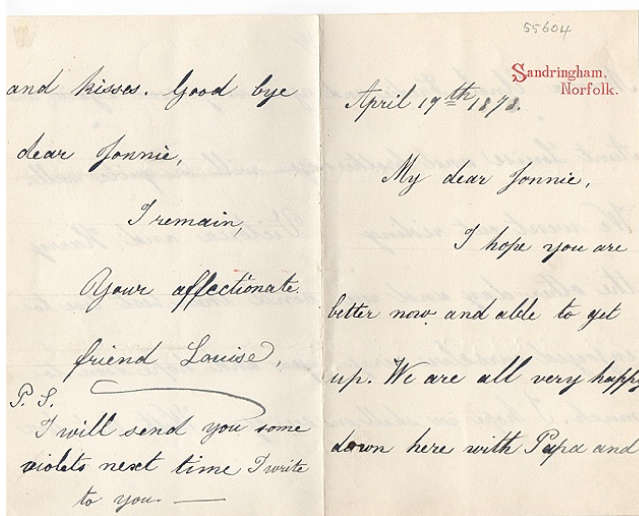 55604
Sandringham,
Norfolk.
April 19th
My dear Jonnie,
I hope you are
better now and able to get
up. We are all very happy
down here with Papa and
and kisses. Good bye
dear Jonnie,
I remain,
Your affectionate
friend Louise,
P. S.
I will send you some
violets next time I write
to you. —